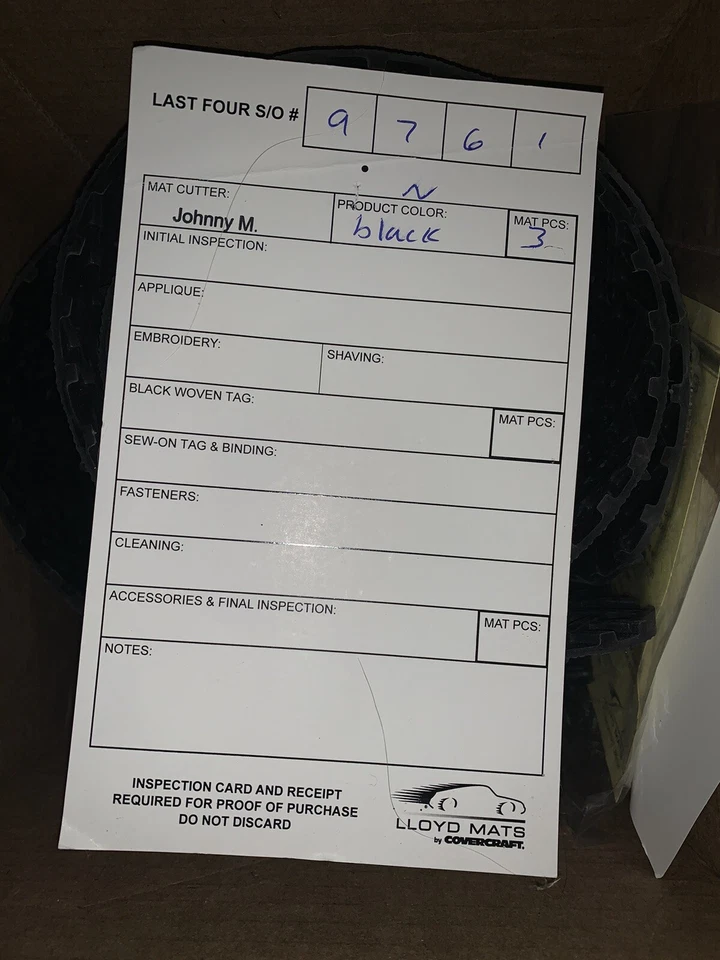 LAST FOUR S/O # 9 7 6 1
N
MAT CUTTER: Johnny M.
PRODUCT COLOR: black
MAT PCS: 3
INITIAL INSPECTION:
APPLIQUE:
EMBROIDERY:
SHAVING:
BLACK WOVEN TAG:
MAT PCS:
SEW-ON TAG & BINDING:
FASTENERS:
CLEANING:
ACCESSORIES & FINAL INSPECTION:
MAT PCS:
NOTES:
INSPECTION CARD AND RECEIPT
REQUIRED FOR PROOF OF PURCHASE
DO NOT DISCARD
LLOYD MATS
by COVERCRAFT.